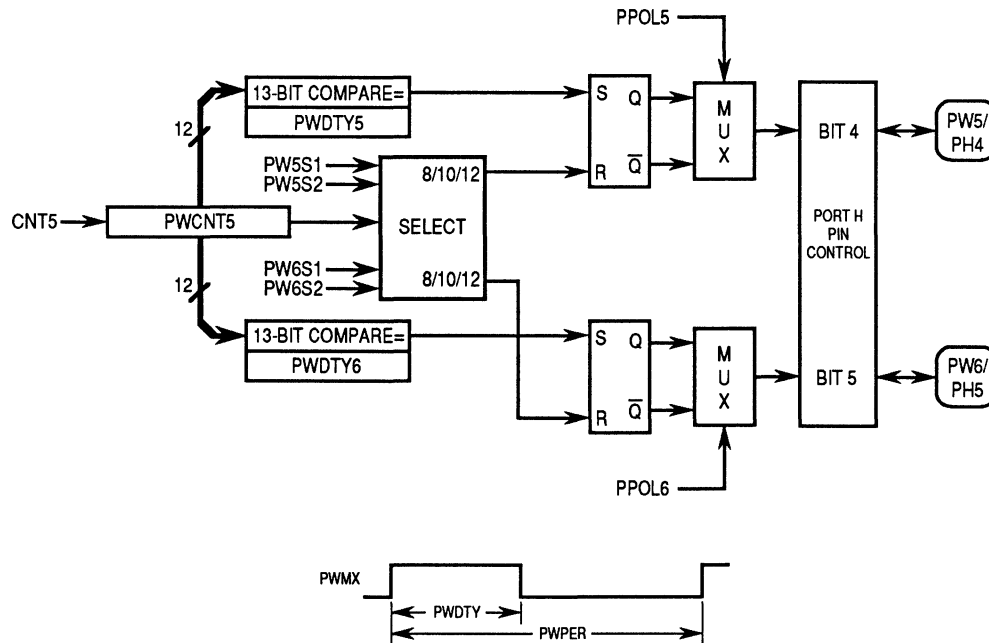 PPOL5
13-BIT COMPARE=
PWDTY5
12
S Q
R Q̅
M
U
X
BIT 4
PW5/
PH4
PW5S1
PW5S2
8/10/12
CNT5
PWCNT5
SELECT
PORT H
PIN
CONTROL
PW6S1
PW6S2
8/10/12
12
13-BIT COMPARE=
PWDTY6
S Q
R Q̅
M
U
X
BIT 5
PW6/
PH5
PPOL6
PWMX
PWDTY
PWPER